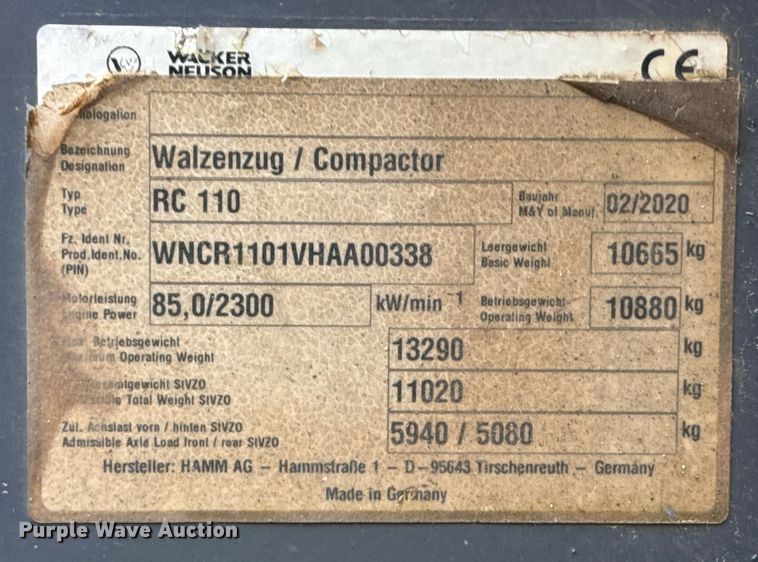 WACKER
NEUSON
CE
Bezeichnung
Designation
Walzenzug / Compactor
Typ
Type
RC 110
Baujahr
M&Y of Manuf.
02/2020
Fz. Ident Nr.
Prod.Ident.No.
(PIN)
WNCR1101VHAA00338
Leergewicht
Basic Weight
10665 kg
Motorleistung
Engine Power
85,0/2300 kW/min -1
Betriebsgewicht
Operating Weight
10880 kg
Betriebsgewicht
Operating Weight
13290 kg
StVZO
Total Weight StVZO
11020 kg
Zul. Achslast vorn / hinten StVZO
Admissible Axle Load front / rear StVZO
5940 / 5080 kg
Hersteller: HAMM AG – Hammstraße 1 – D–95643 Tirschenreuth – Germany
Made in Germany
Purple Wave Auction